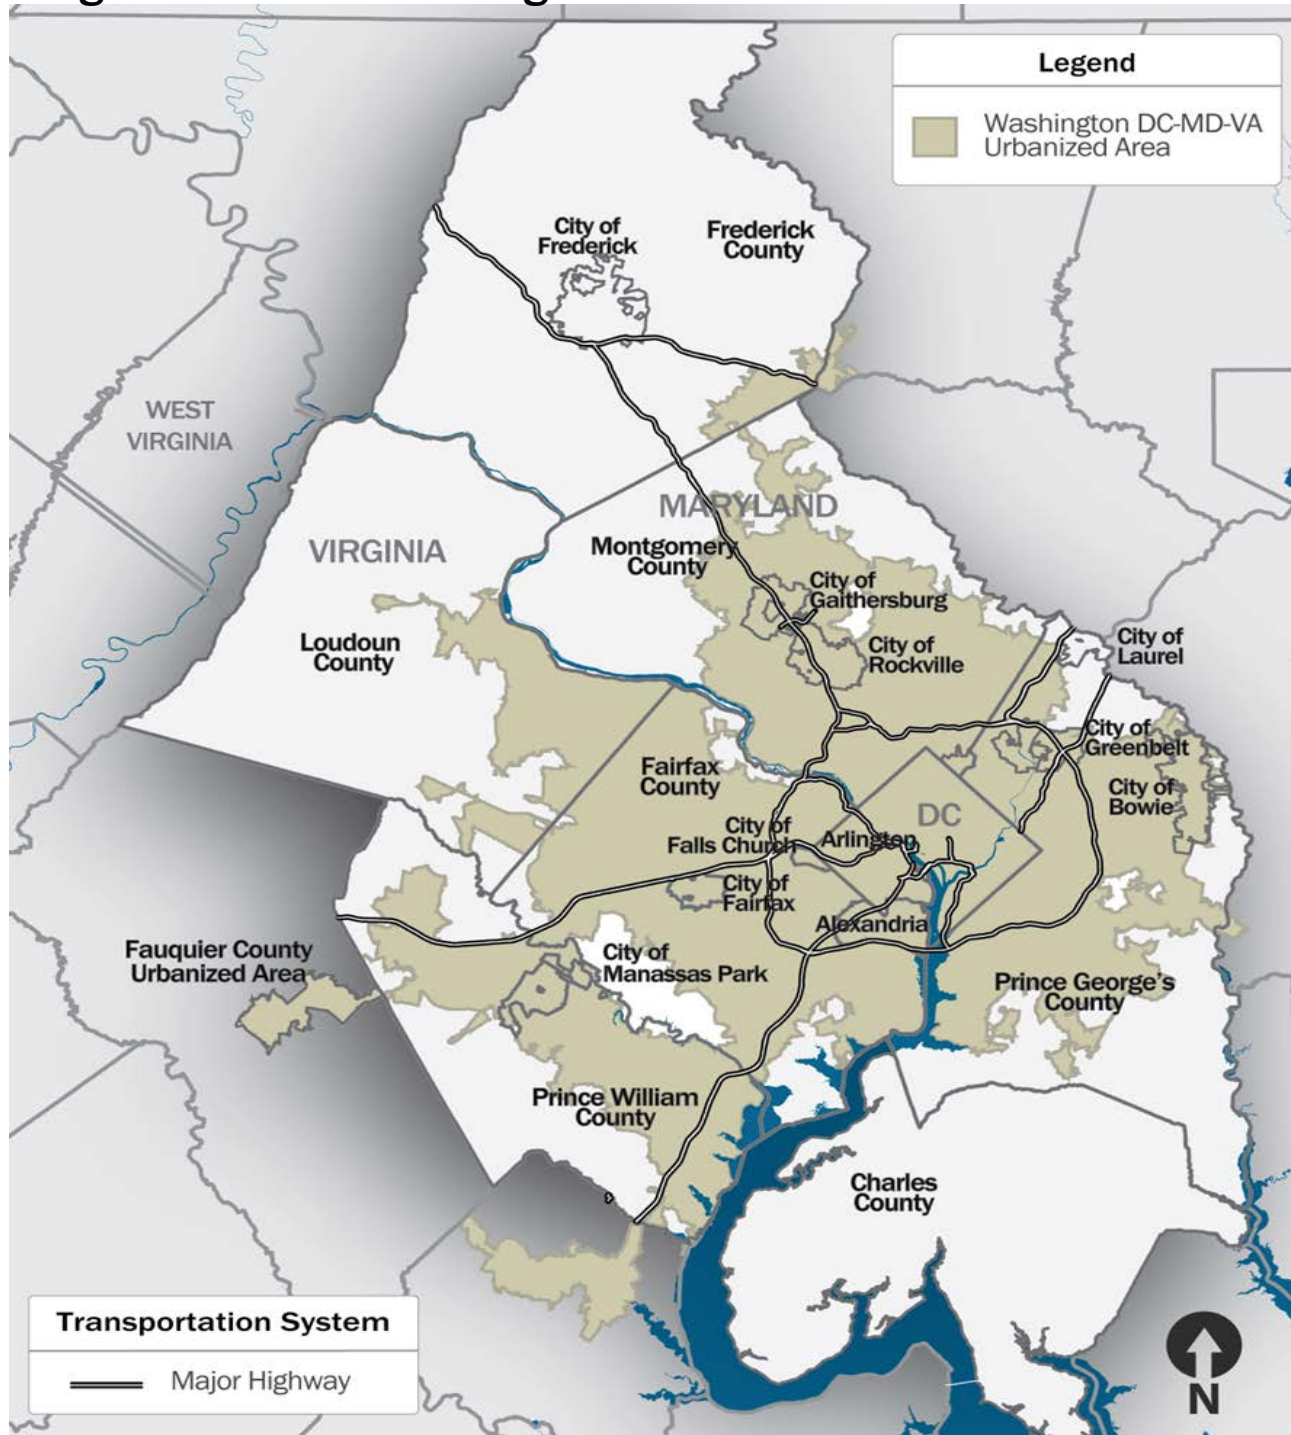 Legend
Washington DC-MD-VA
Urbanized Area
City of
Frederick
Frederick
County
WEST
VIRGINIA
MARYLAND
VIRGINIA
Montgomery
County
City of
Gaithersburg
City of
Laurel
Loudoun
County
City of
Rockville
City of
Greenbelt
Fairfax
County
City of
Bowie
DC
City of
Falls Church
Arlington
City of
Fairfax
Alexandria
Fauquier County
Urbanized Area
City of
Manassas Park
Prince George's
County
Prince William
County
Charles
County
Transportation System
Major Highway
N